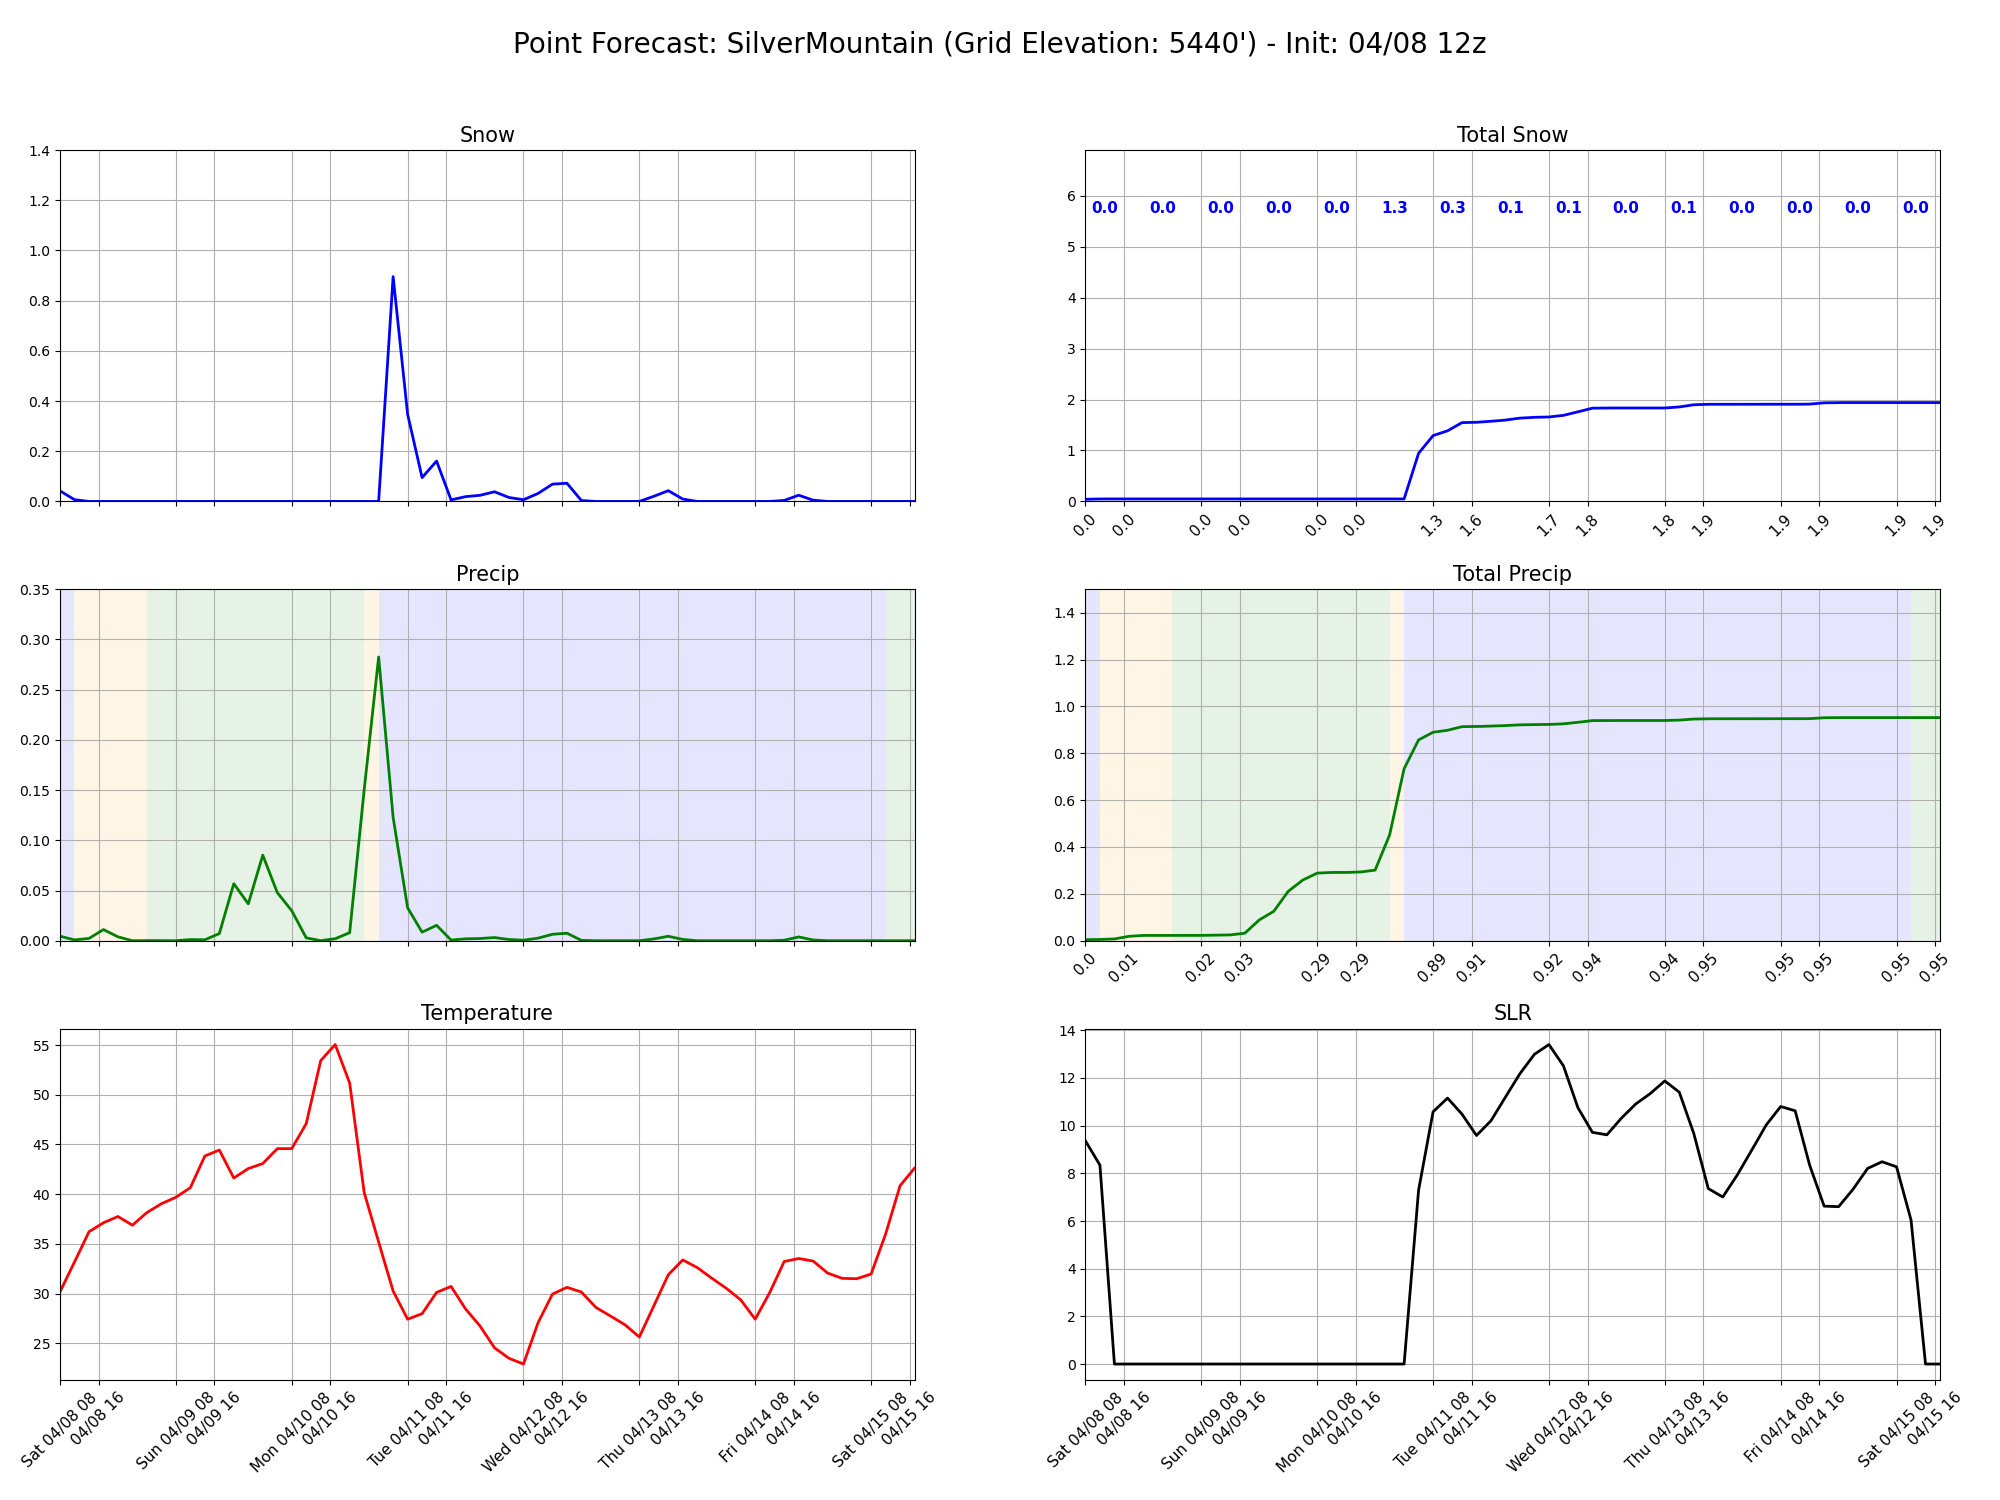 Point Forecast: SilverMountain (Grid Elevation: 5440') - Init: 04/08 12z
Snow
1.4
1.2
1.0
0.8
0.6
0.4
0.2
0.0
Total Snow
6
5
4
3
2
1
0
0.0 0.0 0.0 0.0 0.0 1.3 0.3 0.1 0.1 0.0 0.1 0.0 0.0 0.0 0.0
0.0 0.0 0.0 0.0 0.0 0.0 1.3 1.6 1.7 1.8 1.8 1.9 1.9 1.9 1.9 1.9
Precip
0.35
0.30
0.25
0.20
0.15
0.10
0.05
0.00
Total Precip
1.4
1.2
1.0
0.8
0.6
0.4
0.2
0.0
0.0 0.01 0.02 0.03 0.29 0.29 0.89 0.91 0.92 0.94 0.94 0.95 0.95 0.95 0.95 0.95
Temperature
55
50
45
40
35
30
25
Sat 04/08 08
04/08 16
Sun 04/09 08
04/09 16
Mon 04/10 08
04/10 16
Tue 04/11 08
04/11 16
Wed 04/12 08
04/12 16
Thu 04/13 08
04/13 16
Fri 04/14 08
04/14 16
Sat 04/15 08
04/15 16
SLR
14
12
10
8
6
4
2
0
Sat 04/08 08
04/08 16
Sun 04/09 08
04/09 16
Mon 04/10 08
04/10 16
Tue 04/11 08
04/11 16
Wed 04/12 08
04/12 16
Thu 04/13 08
04/13 16
Fri 04/14 08
04/14 16
Sat 04/15 08
04/15 16